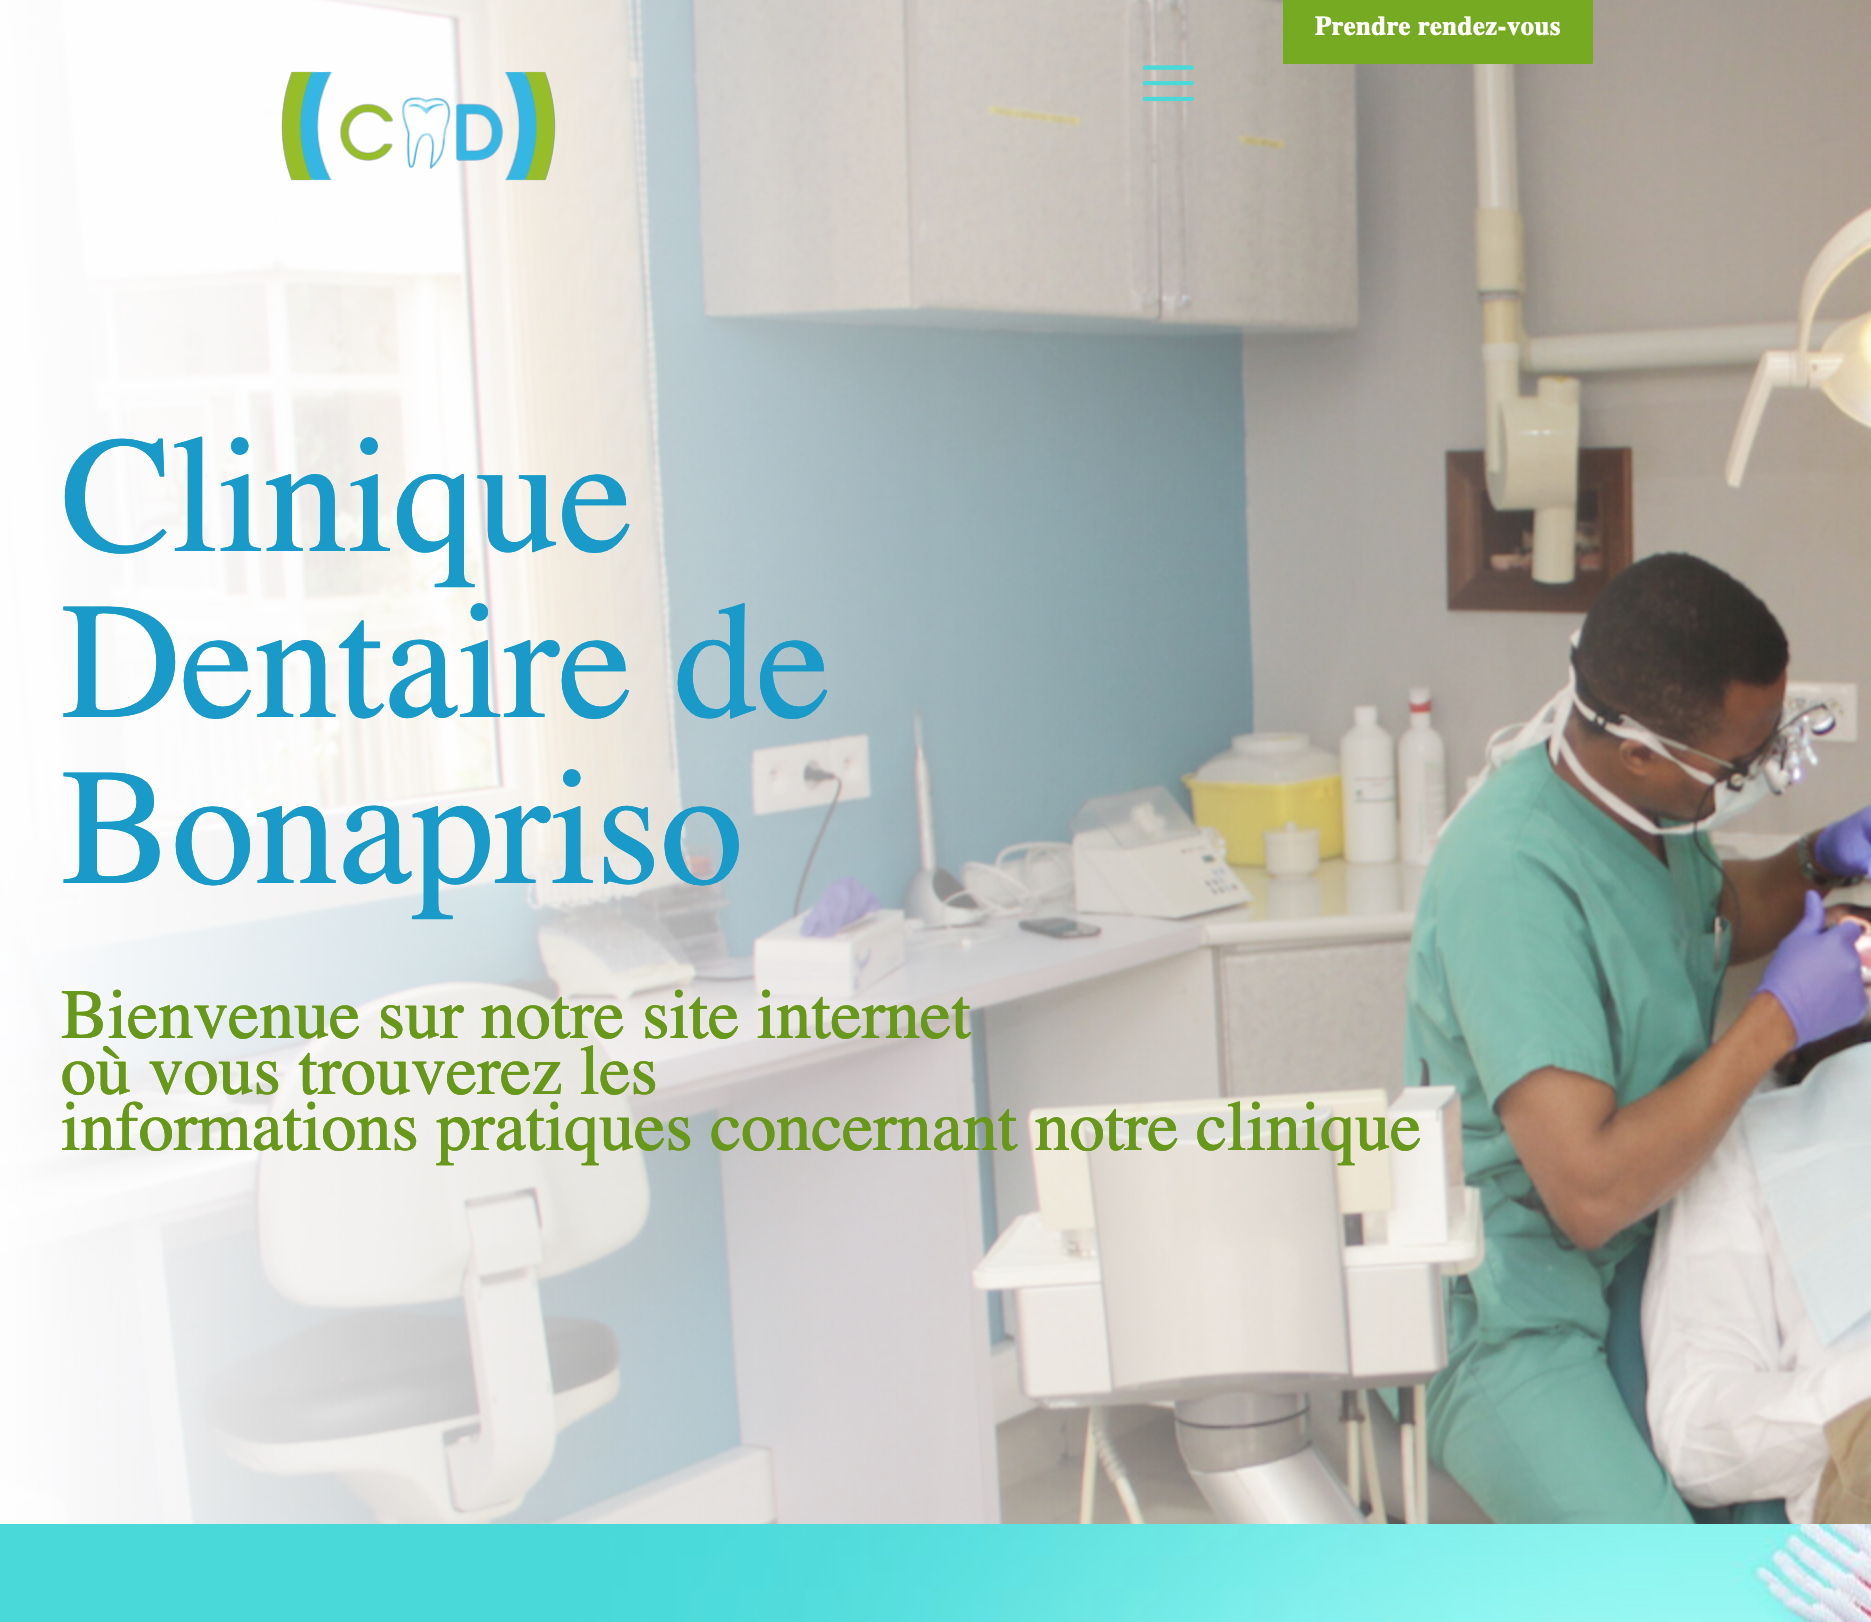 Prendre rendez-vous
C D
Clinique
Dentaire de
Bonapriso
Bienvenue sur notre site internet
où vous trouverez les
informations pratiques concernant notre clinique